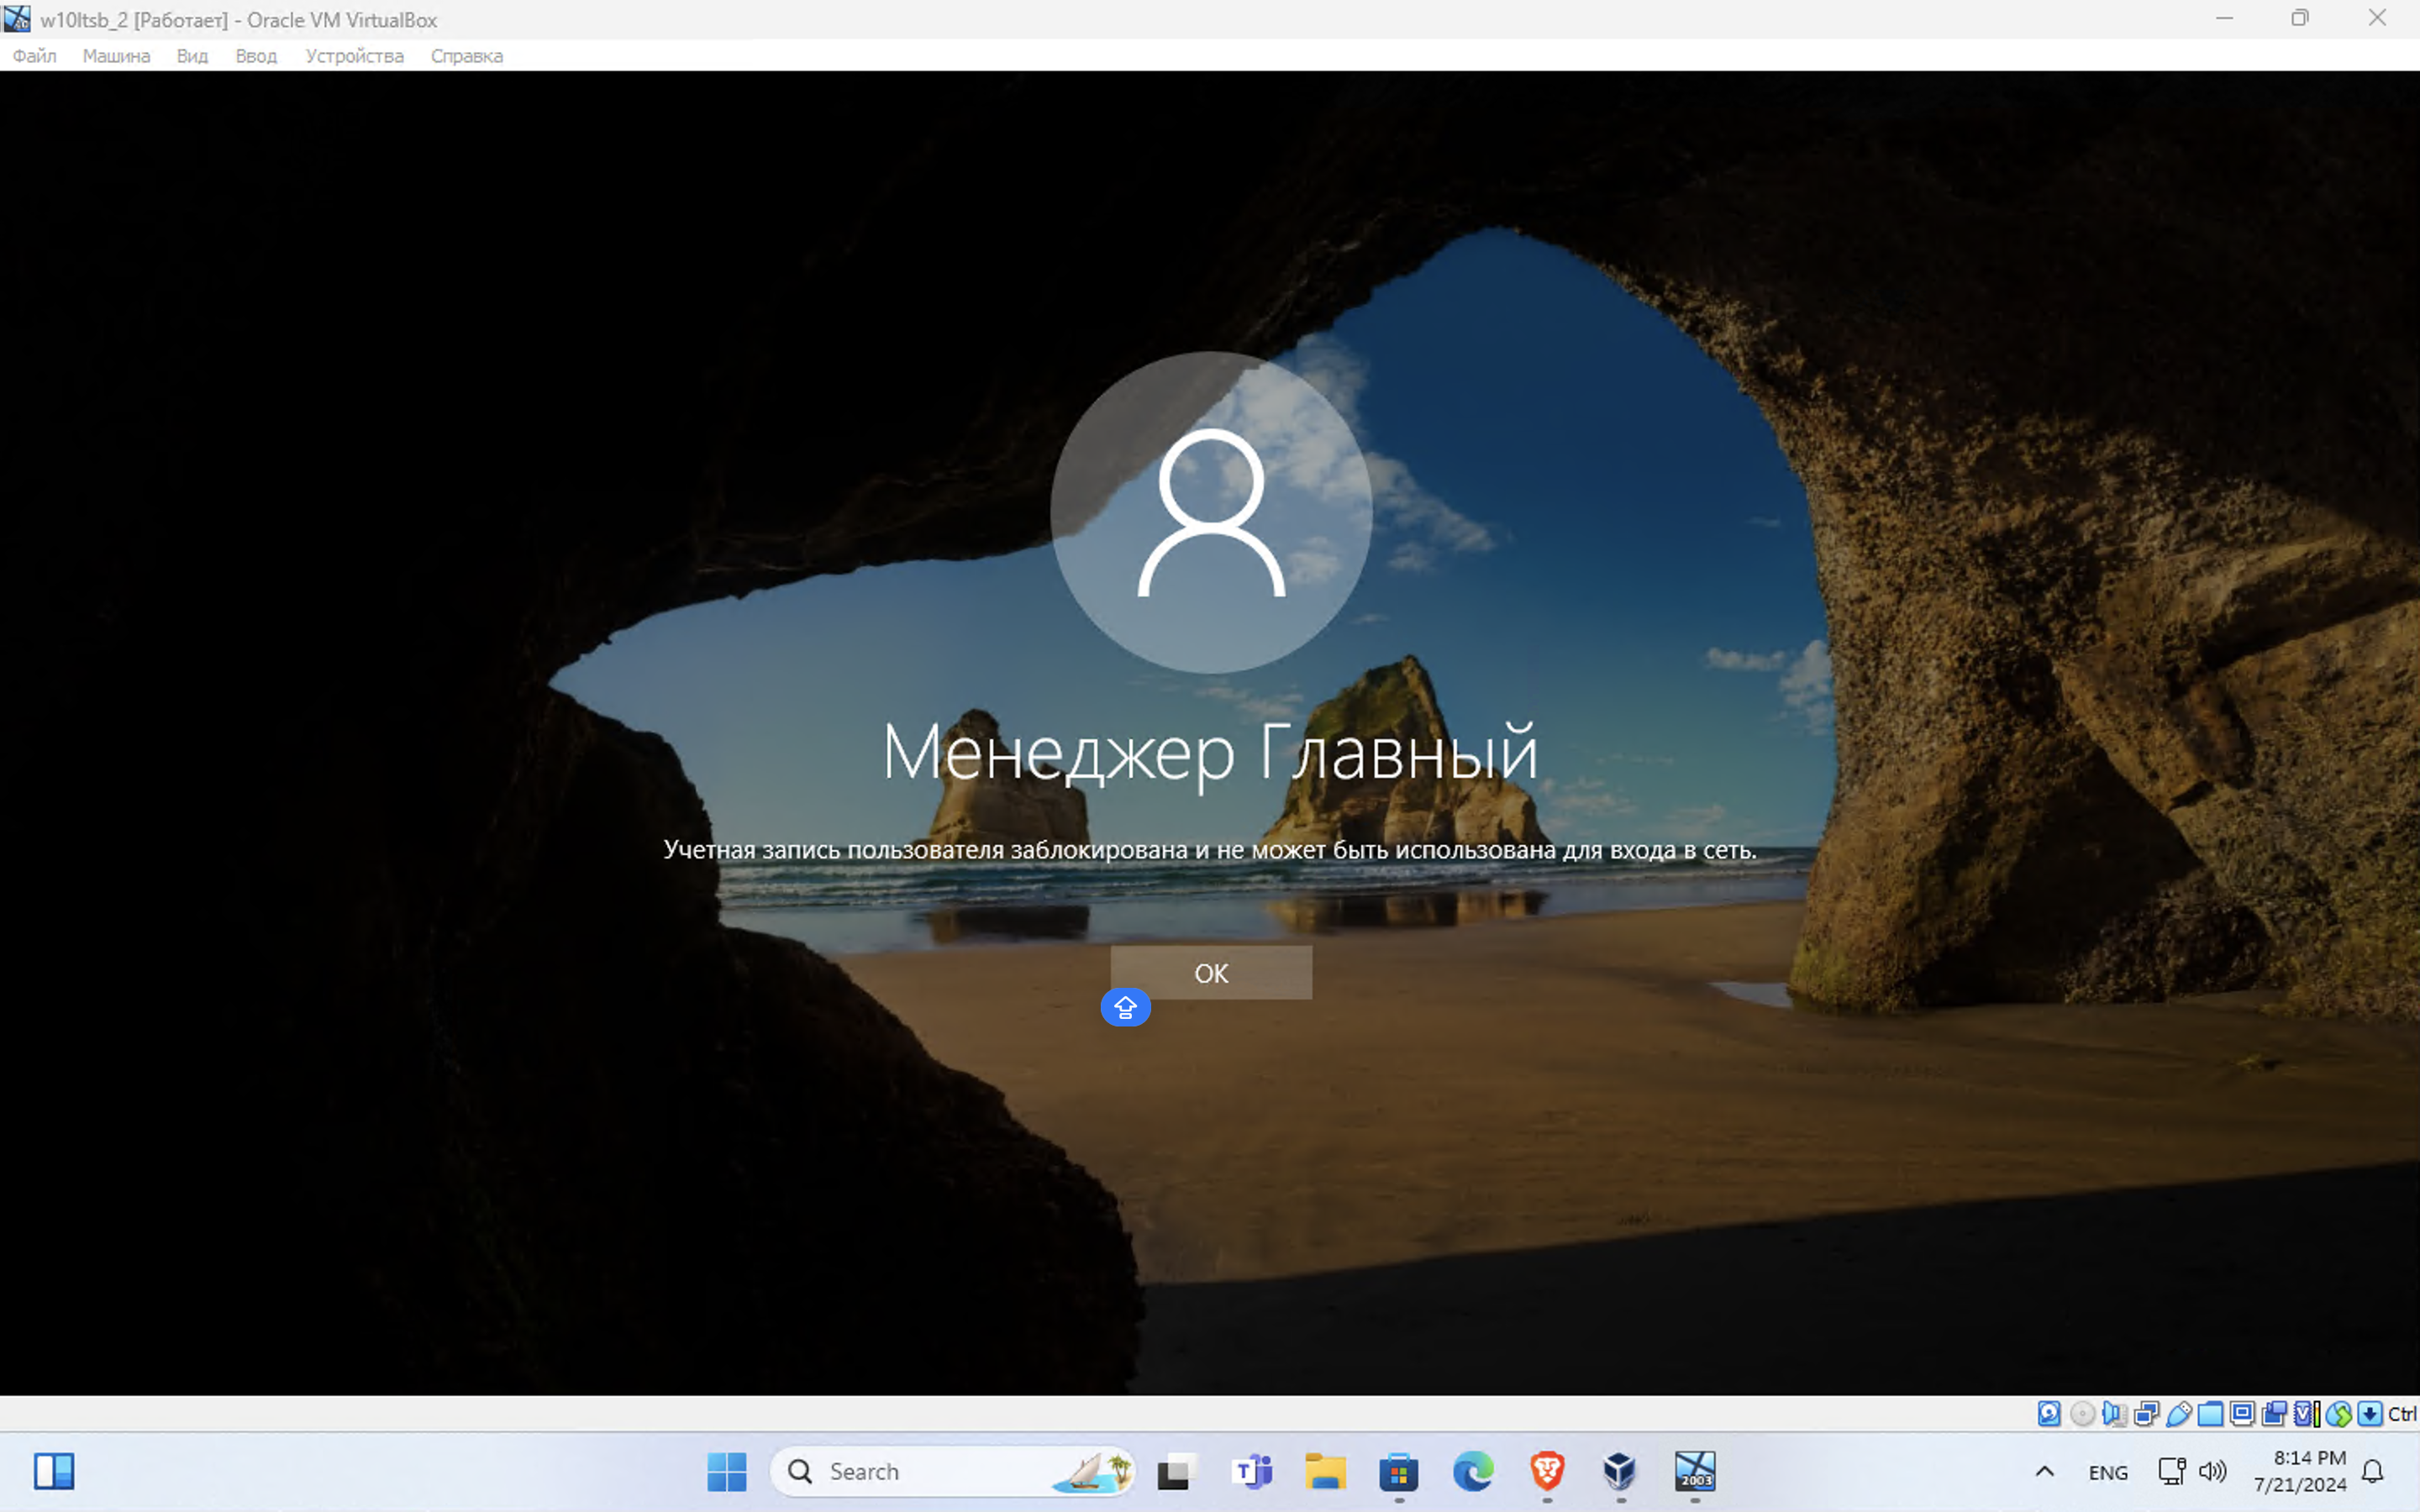 w10ltsb_2 [Работает] - Oracle VM VirtualBox
Файл Машина Вид Ввод Устройства Справка
Менеджер Главный
Учетная запись пользователя заблокирована и не может быть использована для входа в сеть.
OK
Ctrl
Search
T
2003
ENG
8:14 PM
7/21/2024